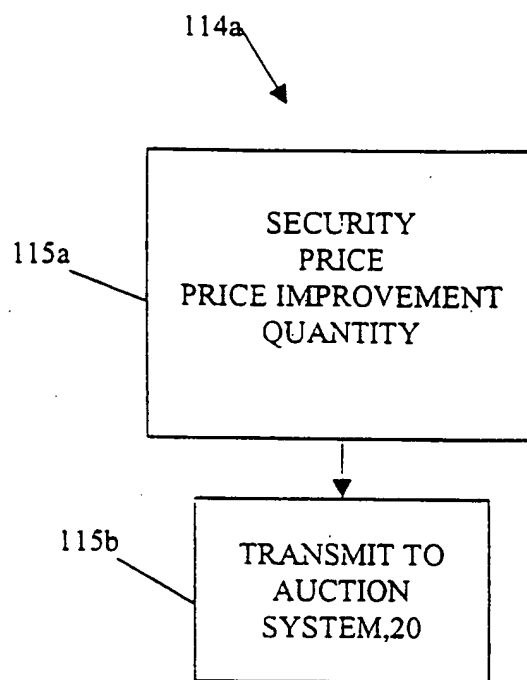 114a
115a
SECURITY
PRICE
PRICE IMPROVEMENT
QUANTITY
115b
TRANSMIT TO
AUCTION
SYSTEM,20